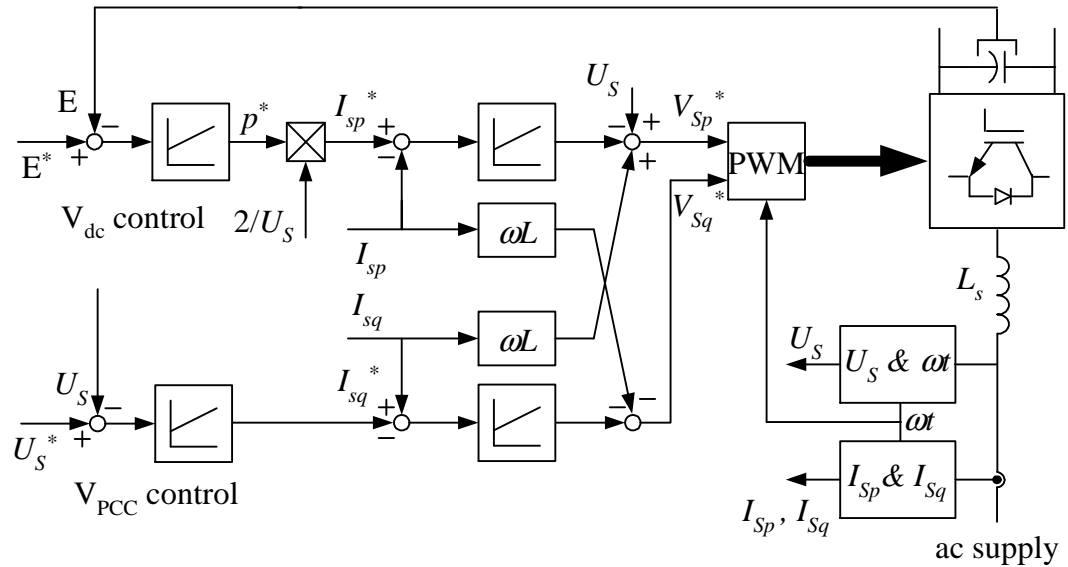 E
E*
−
+
V_dc control
p*
2/U_S
I_sp*
+
−
I_sp
ωL
I_sq
ωL
I_sq*
+
−
U_S
−
+
+
V_Sp*
V_Sq*
PWM
−
−
U_S
−
+
U_S*
V_PCC control
L_s
U_S
U_S & ωt
ωt
I_Sp & I_Sq
I_Sp, I_Sq
ac supply